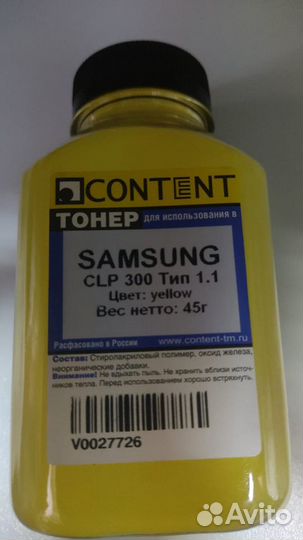 CONTENT
ТОНЕР для использования в
SAMSUNG
CLP 300 Тип 1.1
Цвет: yellow
Вес нетто: 45г
Расфасовано в России www.content-tm.ru
Состав: Стиролакриловый полимер, оксид железа,
неорганические добавки.
Внимание! Не вдыхать пыль. Не хранить вблизи источ-
ников тепла. Перед использованием хорошо встряхнуть.
V0027726
Avito